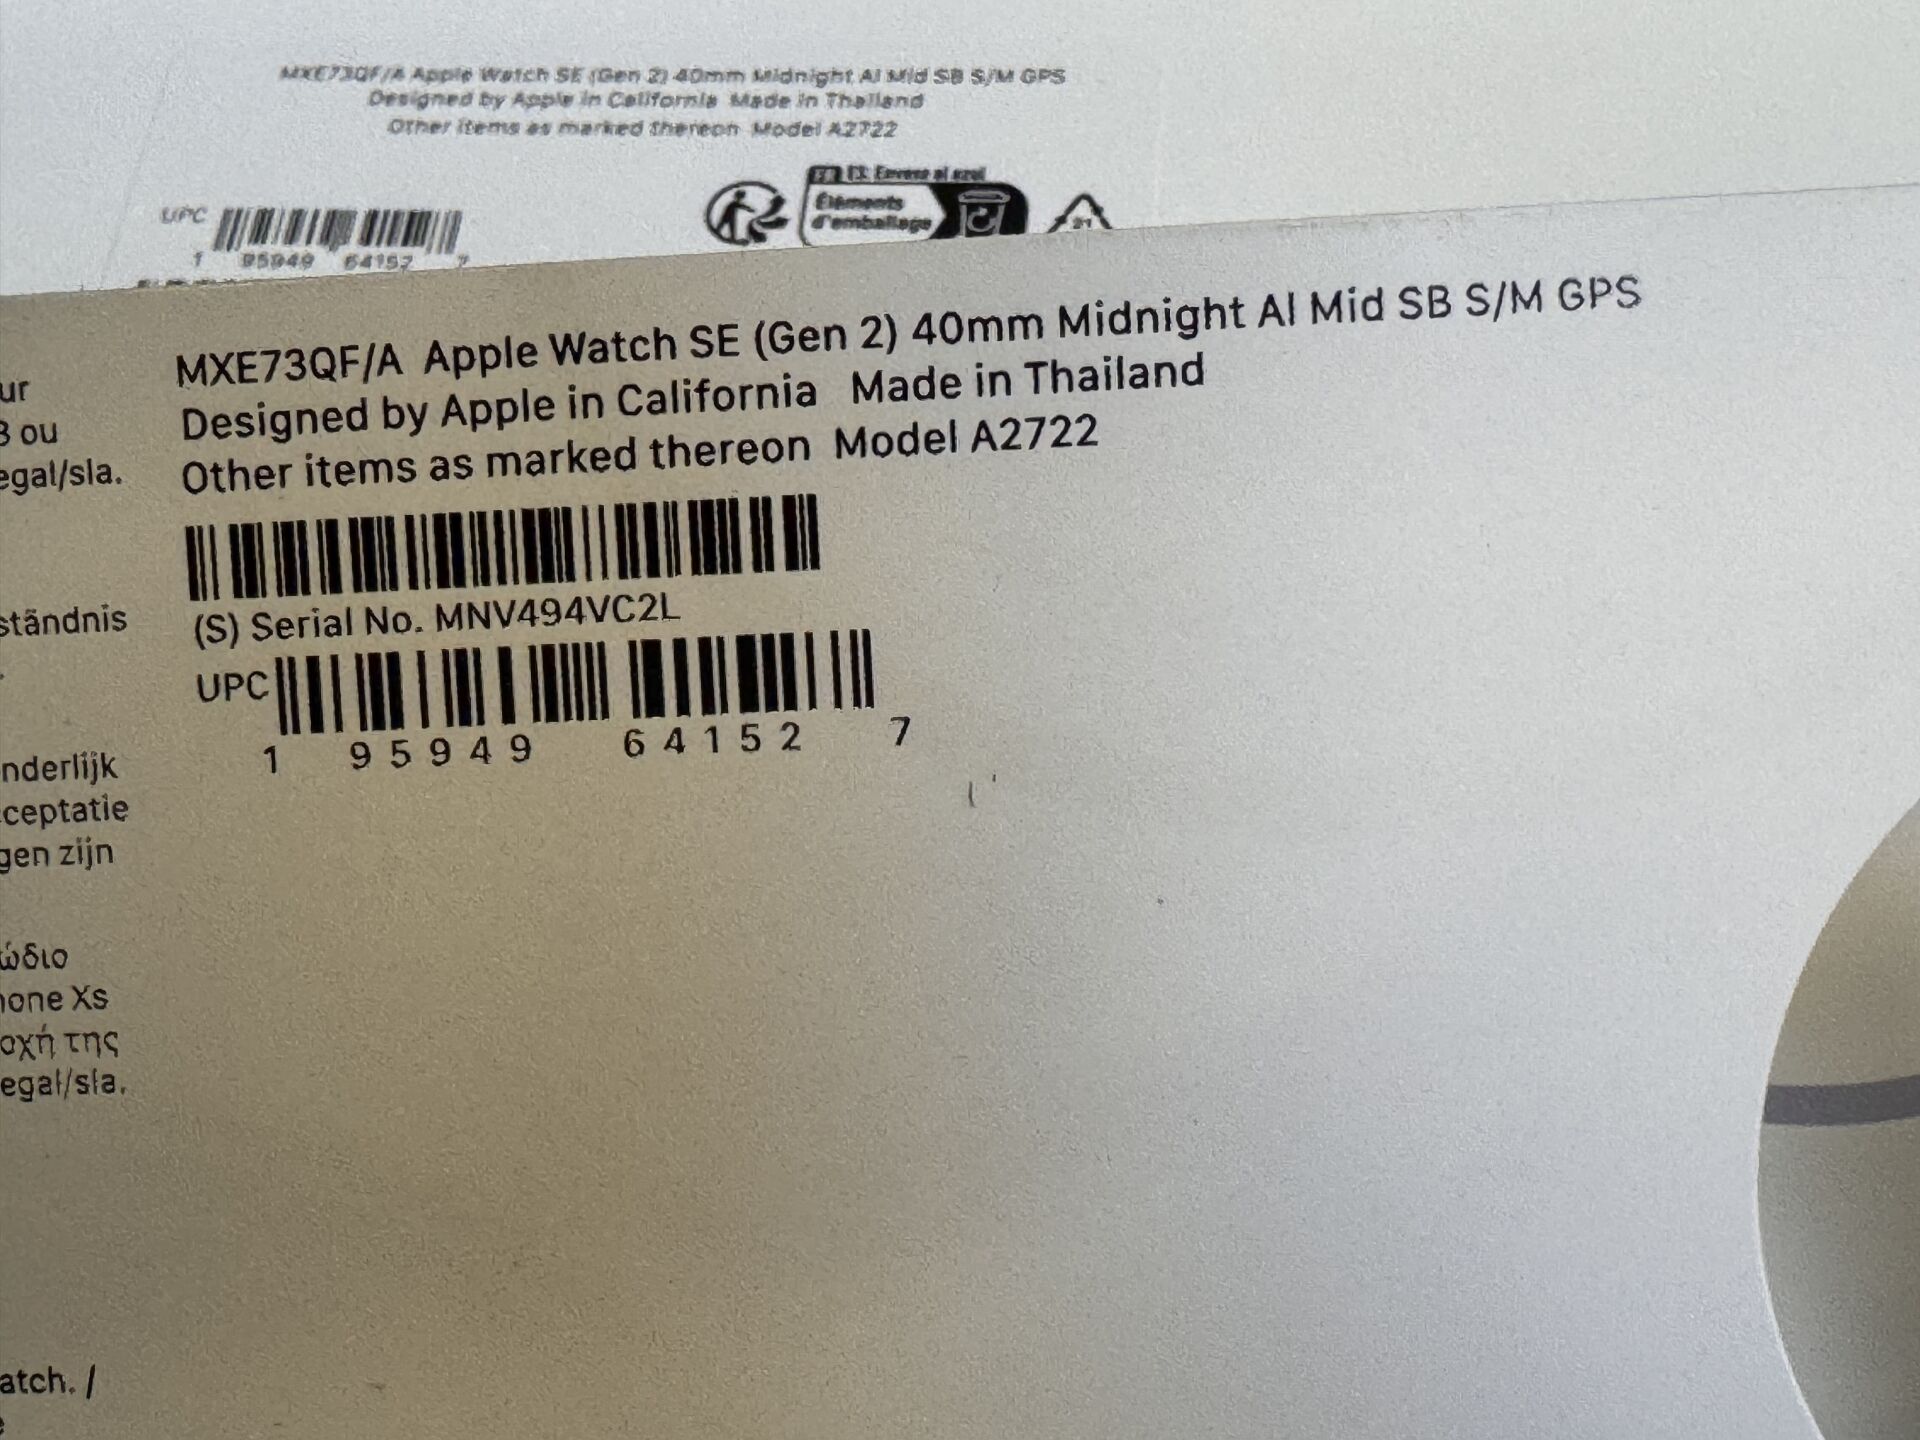 MXE73QF/A Apple Watch SE (Gen 2) 40mm Midnight Al Mid SB S/M GPS
Designed by Apple in California Made in Thailand
Other items as marked thereon Model A2722
Éléments
d'emballage
UPC
1 95949 64152 7
MXE73QF/A Apple Watch SE (Gen 2) 40mm Midnight Al Mid SB S/M GPS
Designed by Apple in California Made in Thailand
Other items as marked thereon Model A2722
(S) Serial No. MNV494VC2L
UPC
1 95949 64152 7
ur
ou
egal/sla.
ständnis
nderlijk
ceptatie
gen zijn
ώδιο
hone Xs
οχή της
egal/sla.
atch. /